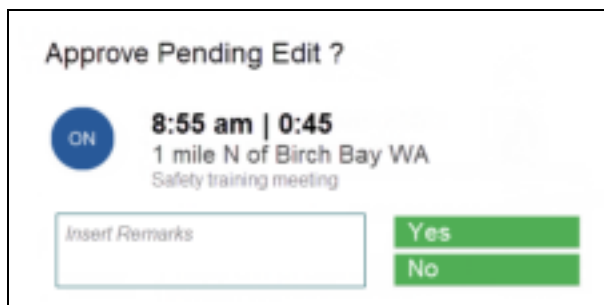 Approve Pending Edit ?
ON
8:55 am | 0:45
1 mile N of Birch Bay WA
Safety training meeting
Insert Remarks
Yes
No